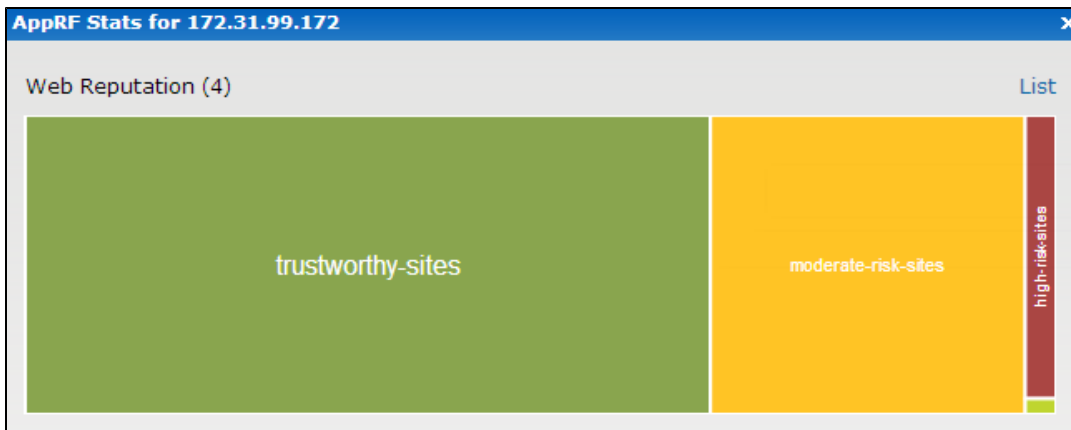 AppRF Stats for 172.31.99.172 x
Web Reputation (4) List
trustworthy-sites
moderate-risk-sites
high-risk-sites